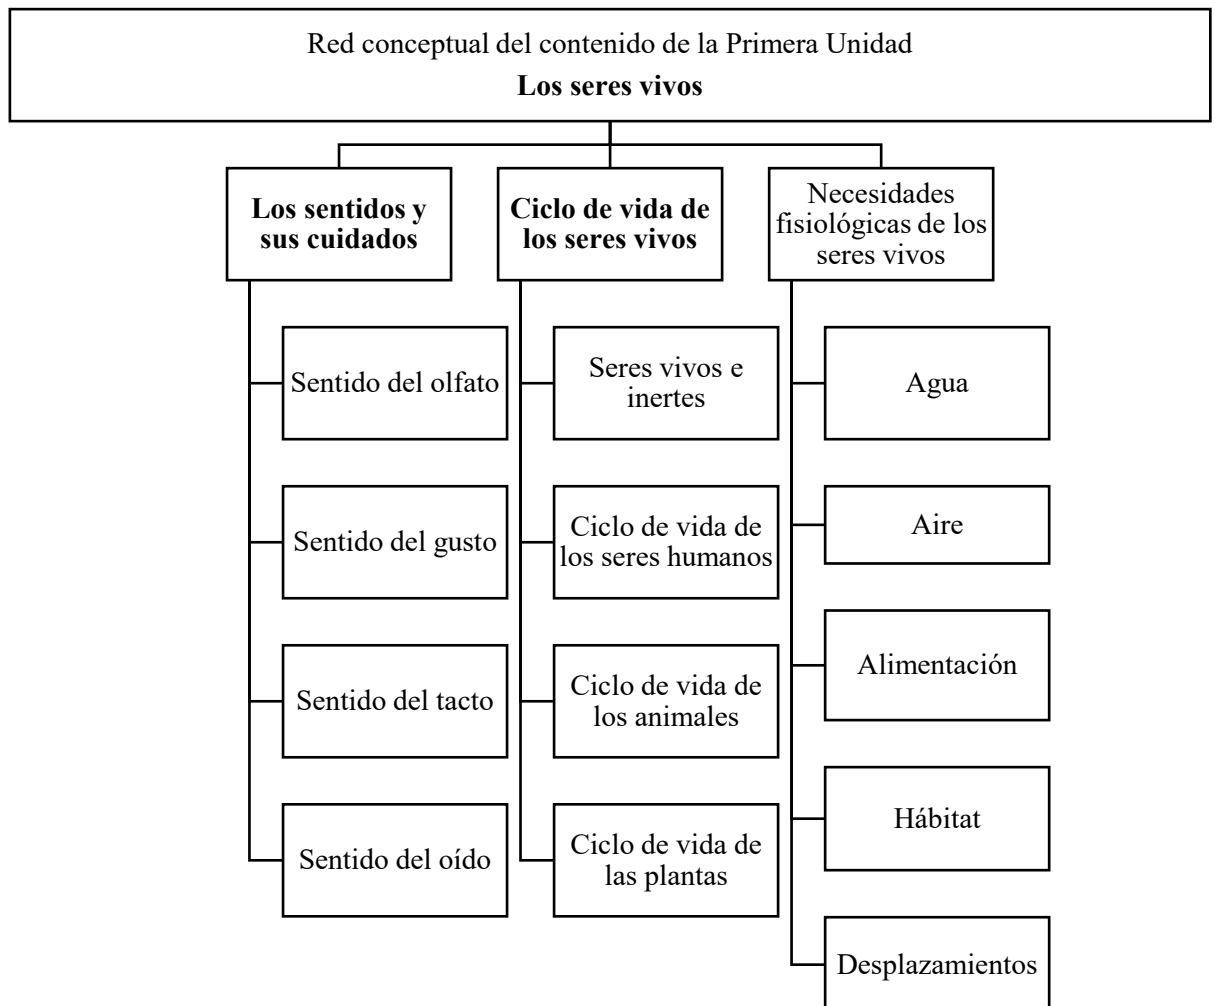 Red conceptual del contenido de la Primera Unidad
Los seres vivos
Los sentidos y
sus cuidados
Sentido del olfato
Sentido del gusto
Sentido del tacto
Sentido del oído
Ciclo de vida de
los seres vivos
Seres vivos e
inertes
Ciclo de vida de
los seres humanos
Ciclo de vida de
los animales
Ciclo de vida de
las plantas
Necesidades
fisiológicas de los
seres vivos
Agua
Aire
Alimentación
Hábitat
Desplazamientos